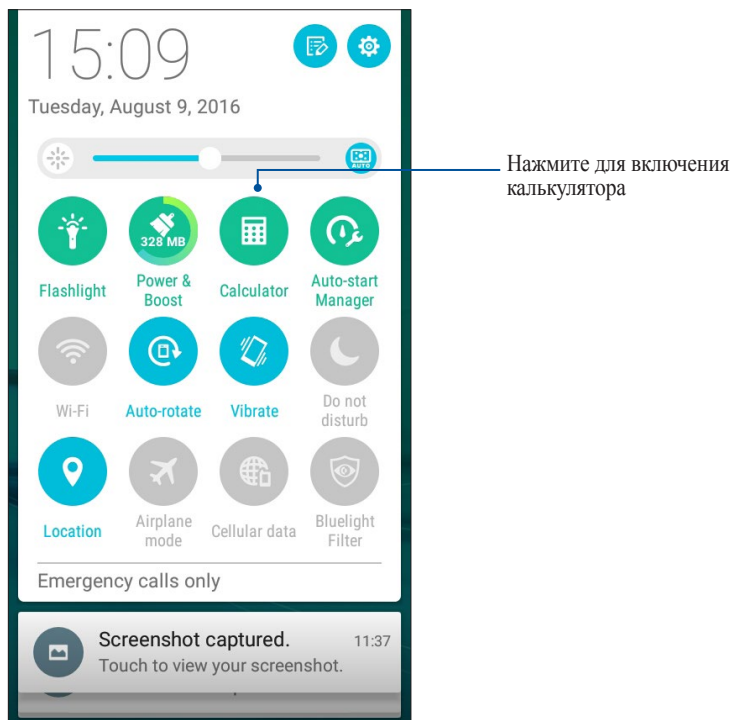 15:09
Tuesday, August 9, 2016
AUTO
Нажмите для включения
калькулятора
328 MB
Flashlight
Power &
Boost
Calculator
Auto-start
Manager
Wi-Fi
Auto-rotate
Vibrate
Do not
disturb
Location
Airplane
mode
Cellular data
Bluelight
Filter
Emergency calls only
Screenshot captured.
11:37
Touch to view your screenshot.